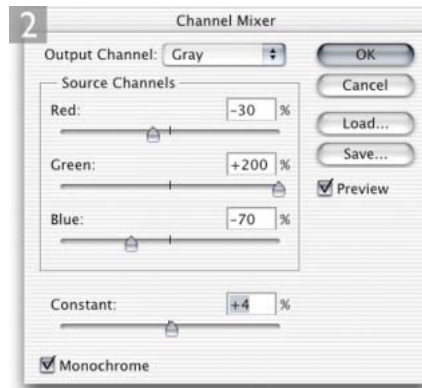 2
Channel Mixer
Output Channel: Gray
OK
Source Channels
Cancel
Red: -30 %
Load...
Green: +200 %
Save...
Preview
Blue: -70 %
Constant: +4 %
Monochrome